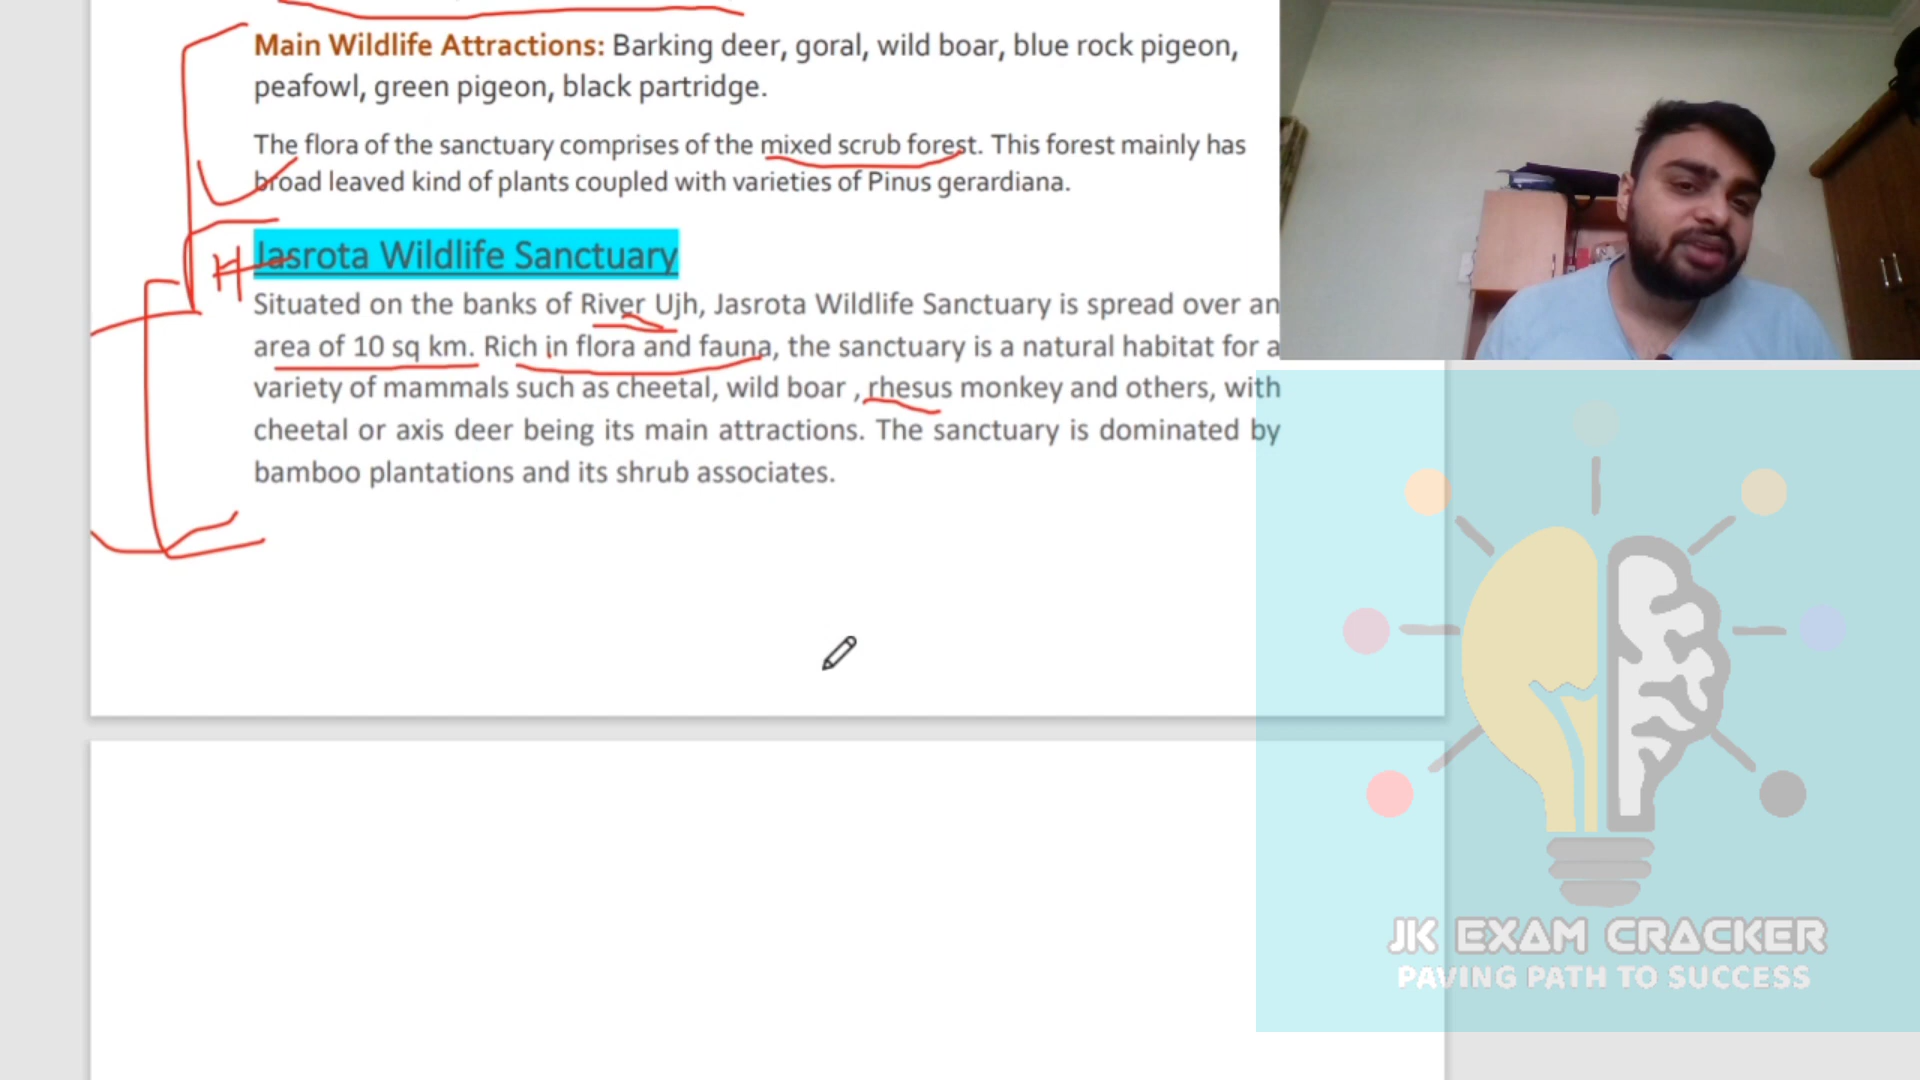 Main Wildlife Attractions: Barking deer, goral, wild boar, blue rock pigeon,
peafowl, green pigeon, black partridge.
The flora of the sanctuary comprises of the mixed scrub forest. This forest mainly has
broad leaved kind of plants coupled with varieties of Pinus gerardiana.
Jasrota Wildlife Sanctuary
Situated on the banks of River Ujh, Jasrota Wildlife Sanctuary is spread over an
area of 10 sq km. Rich in flora and fauna, the sanctuary is a natural habitat for a
variety of mammals such as cheetal, wild boar ,rhesus monkey and others, with
cheetal or axis deer being its main attractions. The sanctuary is dominated by
bamboo plantations and its shrub associates.
JK EXAM CRACKER
PAVING PATH TO SUCCESS